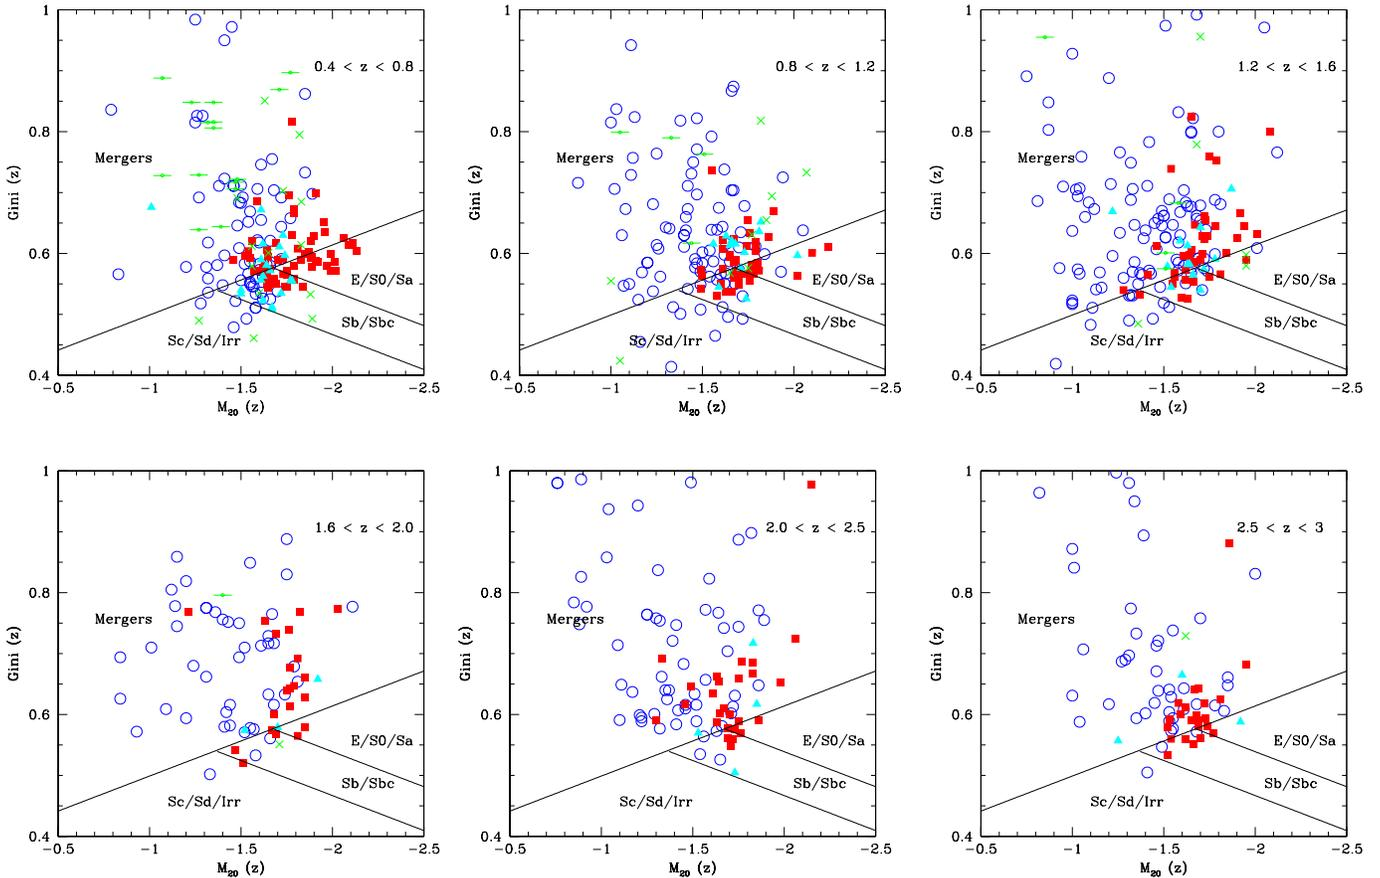 1
0.4 < z < 0.8
0.8
Mergers
Gini (z)
0.6
E/S0/Sa
Sb/Sbc
Sc/Sd/Irr
0.4
−0.5 −1 −1.5 −2 −2.5
M20 (z)
1
0.8 < z < 1.2
0.8
Mergers
Gini (z)
0.6
E/S0/Sa
Sb/Sbc
Sc/Sd/Irr
0.4
−0.5 −1 −1.5 −2 −2.5
M20 (z)
1
1.2 < z < 1.6
0.8
Mergers
Gini (z)
0.6
E/S0/Sa
Sb/Sbc
Sc/Sd/Irr
0.4
−0.5 −1 −1.5 −2 −2.5
M20 (z)
1
1.6 < z < 2.0
0.8
Mergers
Gini (z)
0.6
E/S0/Sa
Sb/Sbc
Sc/Sd/Irr
0.4
−0.5 −1 −1.5 −2 −2.5
M20 (z)
1
2.0 < z < 2.5
0.8
Mergers
Gini (z)
0.6
E/S0/Sa
Sb/Sbc
Sc/Sd/Irr
0.4
−0.5 −1 −1.5 −2 −2.5
M20 (z)
1
2.5 < z < 3
0.8
Mergers
Gini (z)
0.6
E/S0/Sa
Sb/Sbc
Sc/Sd/Irr
0.4
−0.5 −1 −1.5 −2 −2.5
M20 (z)